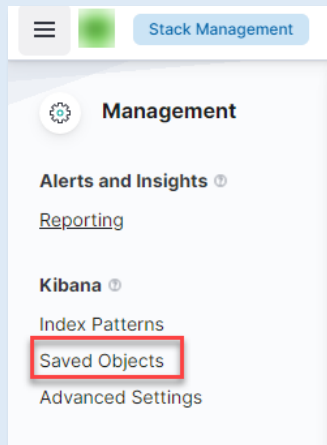 Stack Management
Management
Alerts and Insights
Reporting
Kibana
Index Patterns
Saved Objects
Advanced Settings